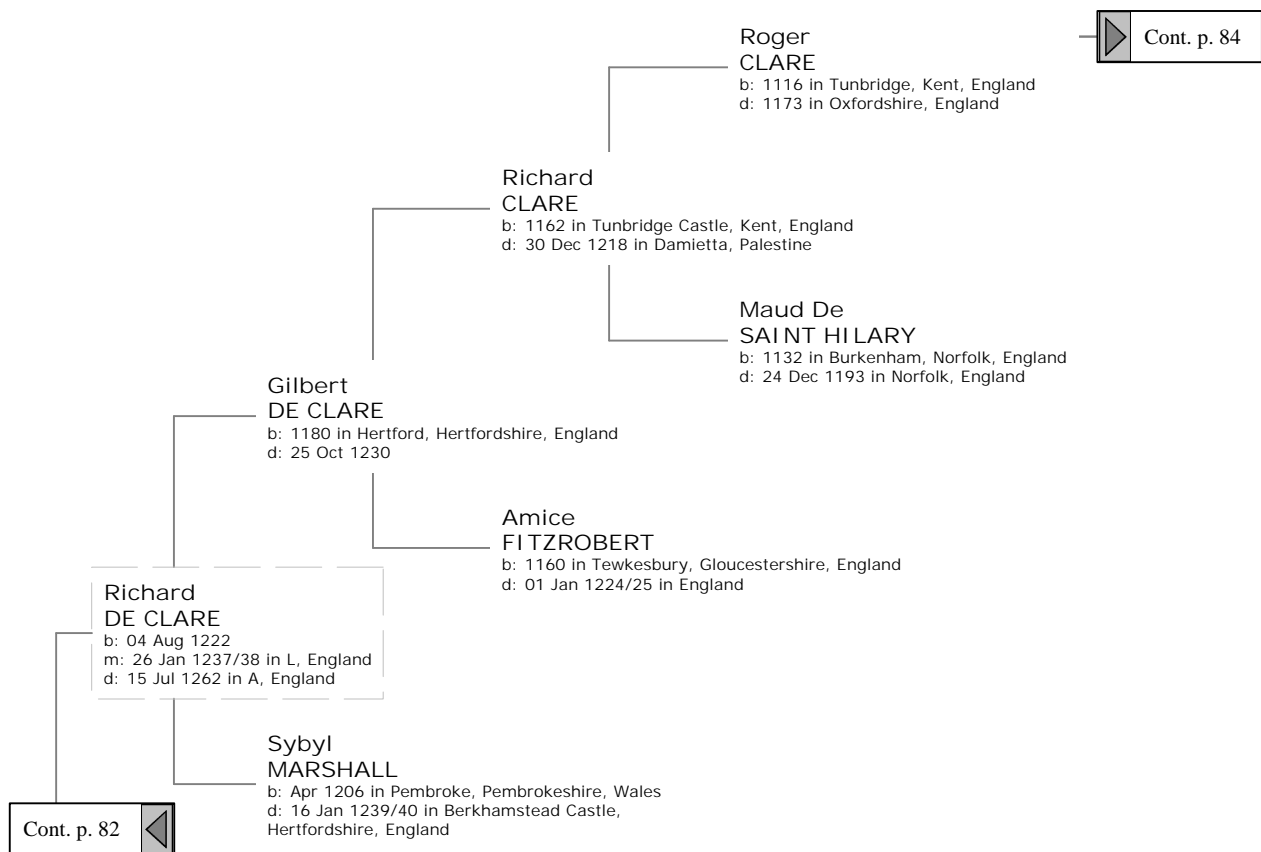 Roger
CLARE
b: 1116 in Tunbridge, Kent, England
d: 1173 in Oxfordshire, England
Cont. p. 84
Richard
CLARE
b: 1162 in Tunbridge Castle, Kent, England
d: 30 Dec 1218 in Damietta, Palestine
Maud De
SAINT HILARY
b: 1132 in Burkenham, Norfolk, England
d: 24 Dec 1193 in Norfolk, England
Gilbert
DE CLARE
b: 1180 in Hertford, Hertfordshire, England
d: 25 Oct 1230
Amice
FITZROBERT
b: 1160 in Tewkesbury, Gloucestershire, England
d: 01 Jan 1224/25 in England
Richard
DE CLARE
b: 04 Aug 1222
m: 26 Jan 1237/38 in L, England
d: 15 Jul 1262 in A, England
Sybyl
MARSHALL
b: Apr 1206 in Pembroke, Pembrokeshire, Wales
d: 16 Jan 1239/40 in Berkhamstead Castle,
Hertfordshire, England
Cont. p. 82